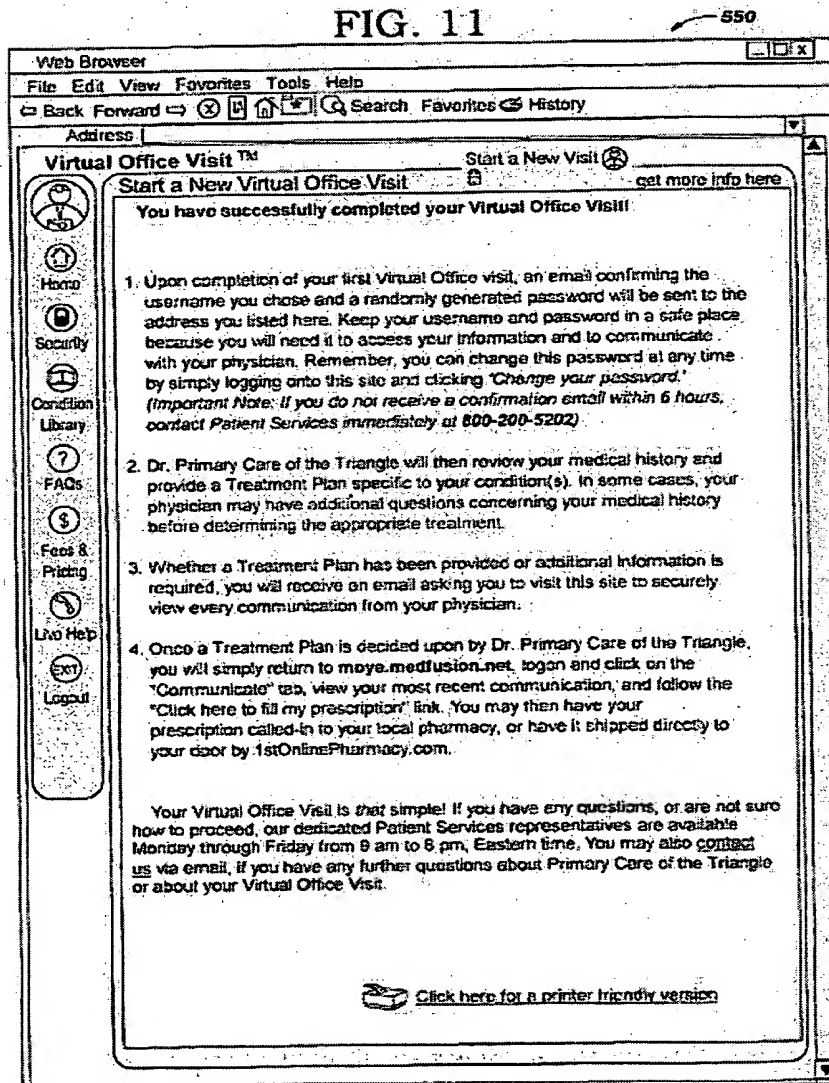 FIG. 11
550
Web Browser
File Edit View Favorites Tools Help
Back Forward Search Favorites History
Address
Virtual Office Visit TM
Start a New Visit
Start a New Virtual Office Visit
get more info here
You have successfully completed your Virtual Office Visit!
Home
Security
Condition
Library
?
FAQs
$
Fees &
Pricing
Live Help
EXIT
Logout
1. Upon completion of your first Virtual Office visit, an email confirming the
username you chose and a randomly generated password will be sent to the
address you listed here. Keep your username and password in a safe place
because you will need it to access your information and to communicate
with your physician. Remember, you can change this password at any time
by simply logging onto this site and clicking "Change your password."
(Important Note: If you do not receive a confirmation email within 6 hours,
contact Patient Services immediately at 800-200-5202)
2. Dr. Primary Care of the Triangle will then review your medical history and
provide a Treatment Plan specific to your condition(s). In some cases, your
physician may have additional questions concerning your medical history
before determining the appropriate treatment.
3. Whether a Treatment Plan has been provided or additional information is
required, you will receive an email asking you to visit this site to securely
view every communication from your physician.
4. Once a Treatment Plan is decided upon by Dr. Primary Care of the Triangle,
you will simply return to moye.medfusion.net, logon and click on the
"Communicate" tab, view your most recent communication, and follow the
"Click here to fill my prescription" link. You may then have your
prescription called-in to your local pharmacy, or have it shipped directly to
your door by 1stOnlinePharmacy.com.
Your Virtual Office Visit is that simple! If you have any questions, or are not sure
how to proceed, our dedicated Patient Services representatives are available
Monday through Friday from 9 am to 6 pm, Eastern time. You may also contact
us via email, if you have any further questions about Primary Care of the Triangle
or about your Virtual Office Visit.
Click here for a printer friendly version